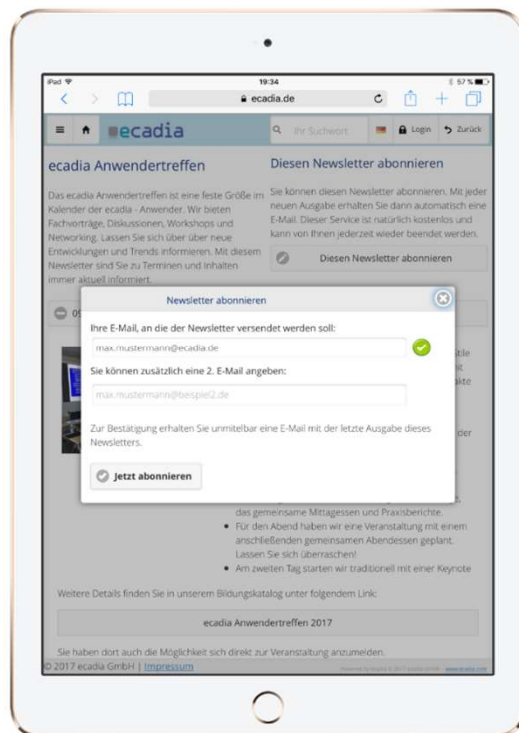 iPad
19:34
67 %
ecadia.de
ecadia
Ihr Suchwort
Login
Zurück
ecadia Anwendertreffen
Das ecadia Anwendertreffen ist eine feste Größe im
Kalender der ecadia - Anwender. Wir bieten
Fachvorträge, Diskussionen, Workshops und
Networking. Lassen Sie sich über über neue
Entwicklungen und Trends informieren. Mit diesem
Newsletter sind Sie zu Terminen und Inhalten
immer aktuell informiert.
Diesen Newsletter abonnieren
Sie können diesen Newsletter abonnieren. Mit jeder
neuen Ausgabe erhalten Sie dann automatisch eine
E-Mail. Dieser Service ist natürlich kostenlos und
kann von Ihnen jederzeit wieder beendet werden.
Diesen Newsletter abonnieren
Newsletter abonnieren
Ihre E-Mail, an die der Newsletter versendet werden soll:
max.mustermann@ecadia.de
Sie können zusätzlich eine 2. E-Mail angeben:
max.mustermann@beispiel2.de
Zur Bestätigung erhalten Sie unmitelbar eine E-Mail mit der letzte Ausgabe dieses
Newsletters.
Jetzt abonnieren
der
das gemeinsame Mittagessen und Praxisberichte.
Für den Abend haben wir eine Veranstaltung mit einem
anschließenden gemeinsamen Abendessen geplant.
Lassen Sie sich überraschen!
Am zweiten Tag starten wir traditionell mit einer Keynote
Weitere Details finden Sie in unserem Bildungskatalog unter folgendem Link:
ecadia Anwendertreffen 2017
Sie haben dort auch die Möglichkeit sich direkt zur Veranstaltung anzumelden.
© 2017 ecadia GmbH | Impressum
www.ecadia.com